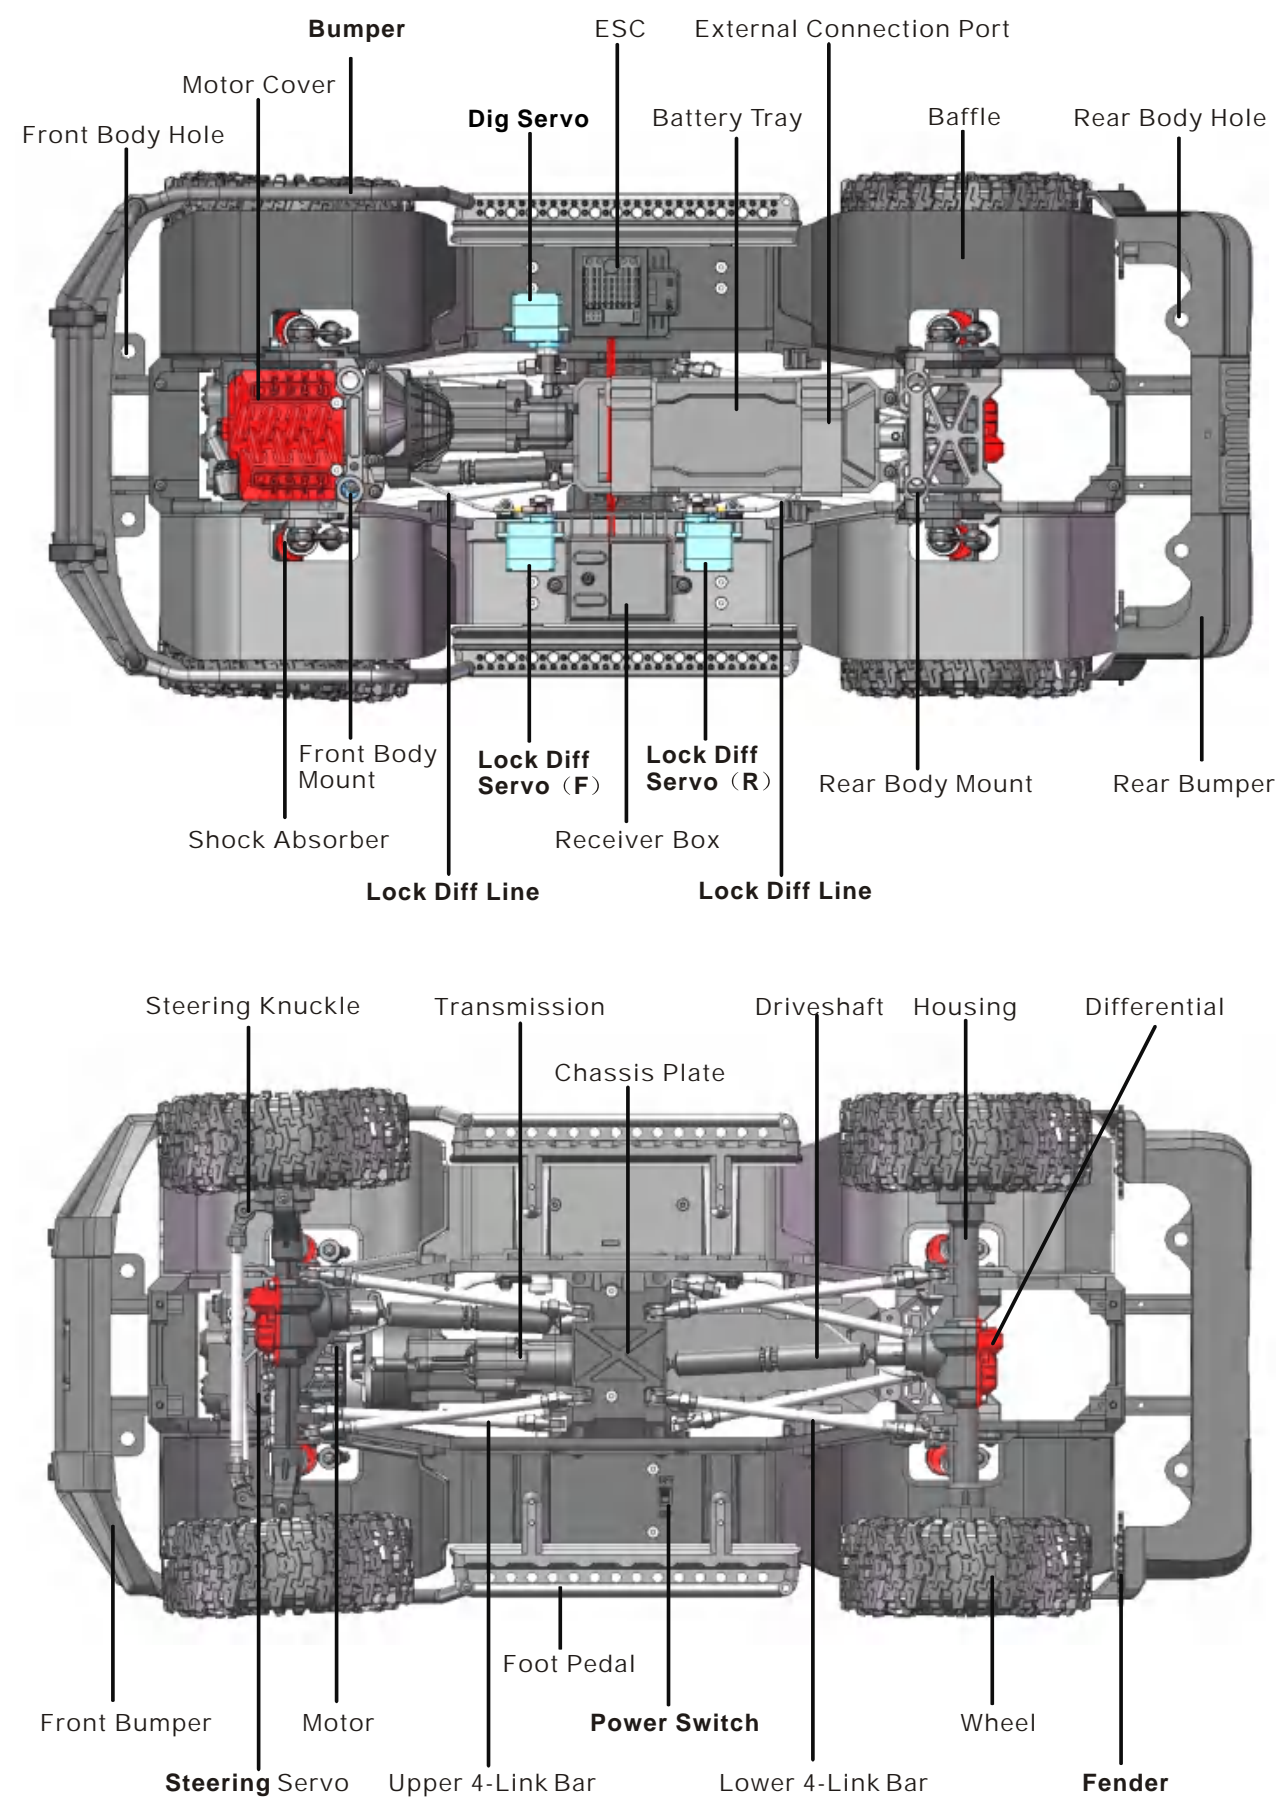 Bumper
ESC
External Connection Port
Motor Cover
Dig Servo
Battery Tray
Baffle
Rear Body Hole
Front Body Hole
Front Body
Mount
Lock Diff
Servo（F）
Lock Diff
Servo（R）
Rear Body Mount
Rear Bumper
Shock Absorber
Receiver Box
Lock Diff Line
Lock Diff Line
Steering Knuckle
Transmission
Driveshaft
Housing
Differential
Chassis Plate
OFF
Foot Pedal
Front Bumper
Motor
Power Switch
Wheel
Steering Servo
Upper 4-Link Bar
Lower 4-Link Bar
Fender